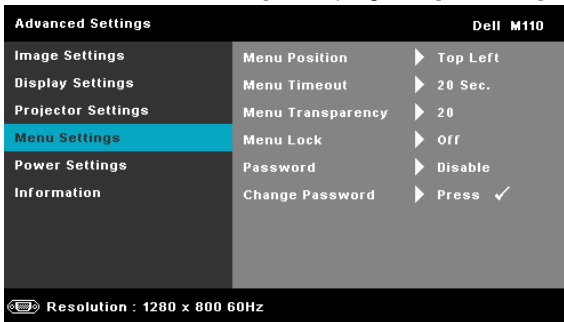 Advanced Settings Dell M110
Image Settings
Display Settings
Projector Settings
Menu Settings
Power Settings
Information
Menu Position Top Left
Menu Timeout 20 Sec.
Menu Transparency 20
Menu Lock Off
Password Disable
Change Password Press ✓
Resolution : 1280 x 800 60Hz